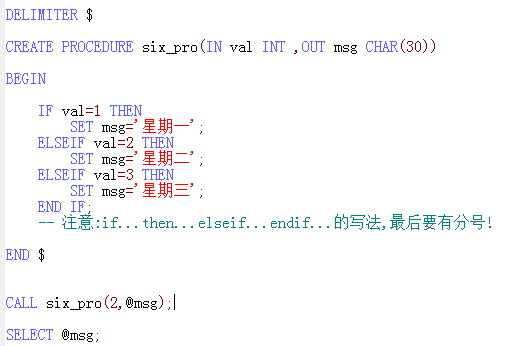 DELIMITER $
CREATE PROCEDURE six_pro(IN val INT ,OUT msg CHAR(30))
BEGIN
IF val=1 THEN
SET msg='星期一';
ELSEIF val=2 THEN
SET msg='星期二';
ELSEIF val=3 THEN
SET msg='星期三';
END IF;
-- 注意:if...then...elseif...endif...的写法,最后要有分号!
END $
CALL six_pro(2,@msg);
SELECT @msg;